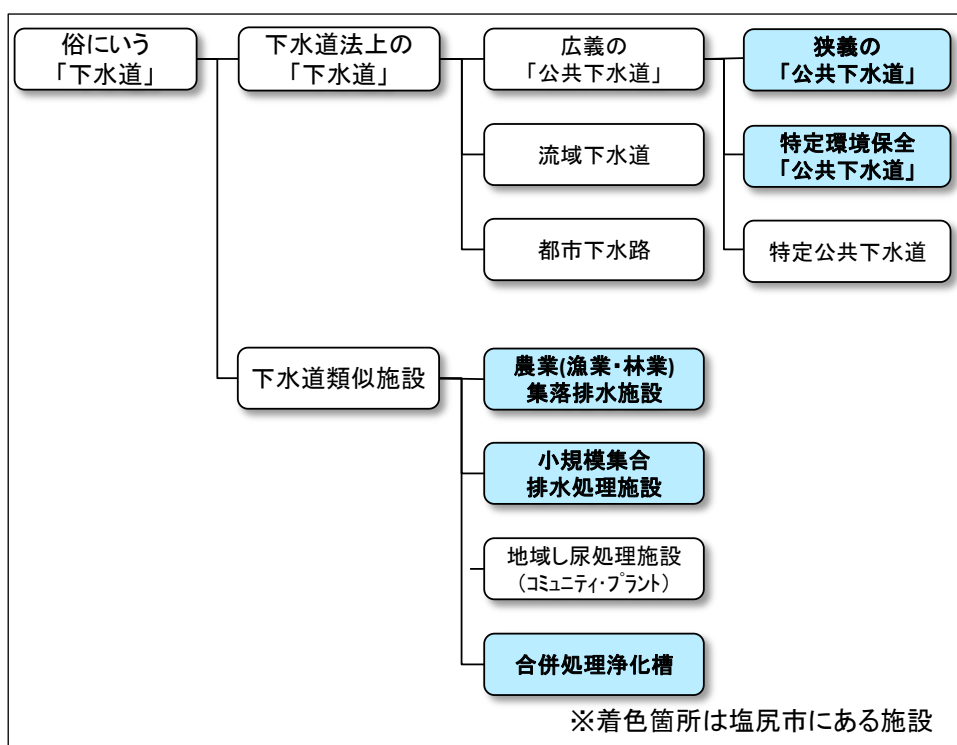 俗にいう
「下水道」
下水道法上の
「下水道」
広義の
「公共下水道」
狭義の
「公共下水道」
流域下水道
特定環境保全
「公共下水道」
都市下水路
特定公共下水道
下水道類似施設
農業(漁業・林業)
集落排水施設
小規模集合
排水処理施設
地域し尿処理施設
（コミュニティ・プラント）
合併処理浄化槽
※着色箇所は塩尻市にある施設